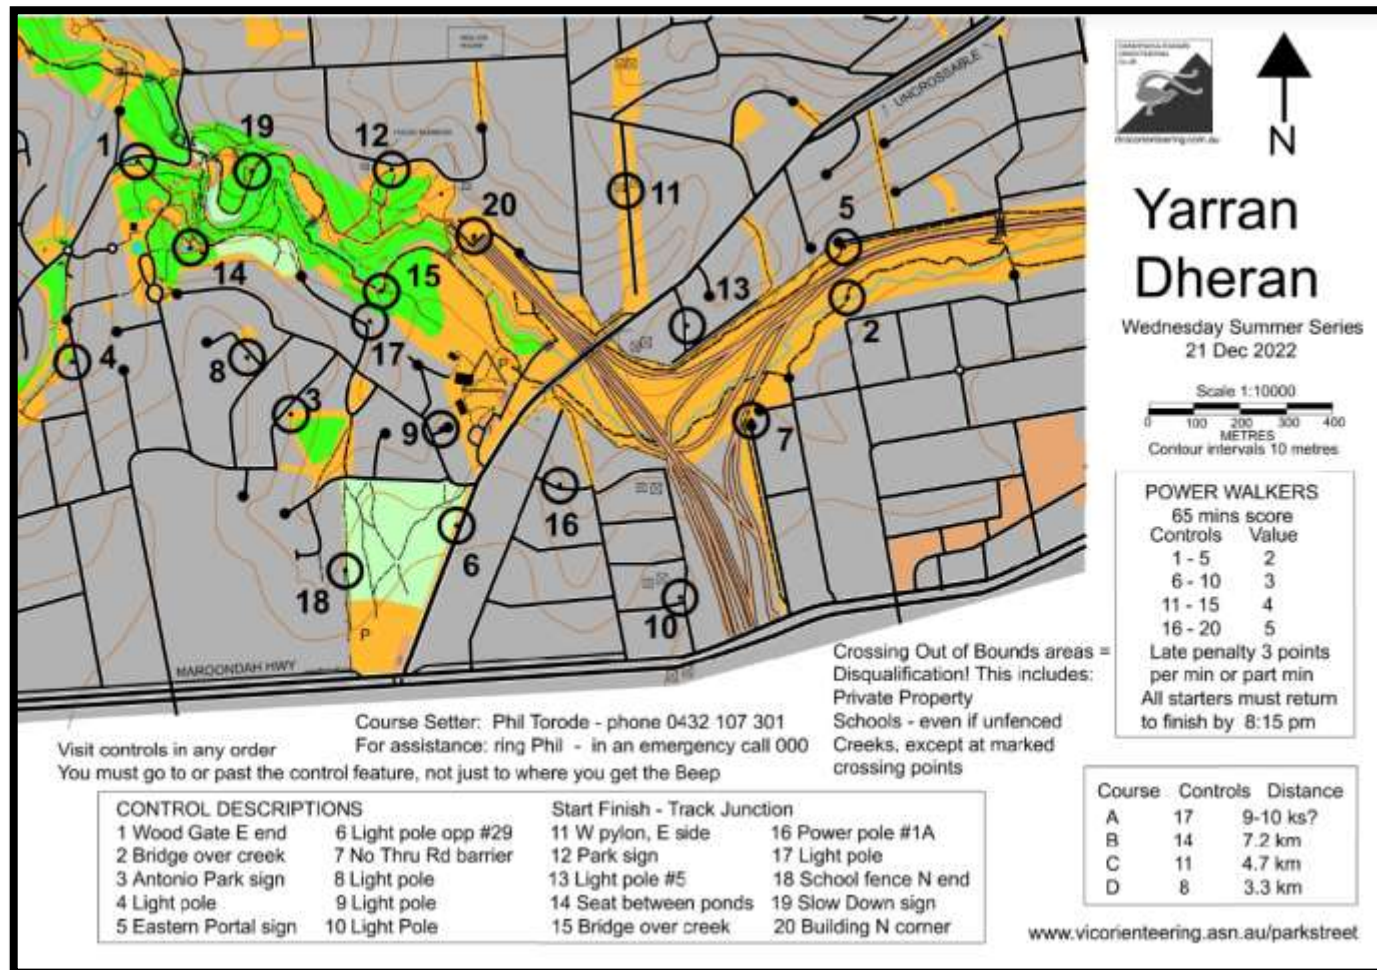 19
12
1
20
11
5
UNCROSSABLE
14
15
13
2
17
4
8
3
9
7
16
6
18
10
P
P
MAROONDAH HWY
N
Yarran
Dheran
Wednesday Summer Series
21 Dec 2022
Scale 1:10000
0 100 200 300 400
METRES
Contour intervals 10 metres
POWER WALKERS
65 mins score
Controls Value
1 - 5 2
6 - 10 3
11 - 15 4
16 - 20 5
Late penalty 3 points
per min or part min
All starters must return
to finish by 8:15 pm
Crossing Out of Bounds areas =
Disqualification! This includes:
Private Property
Schools - even if unfenced
Creeks, except at marked
crossing points
Course Setter: Phil Torode - phone 0432 107 301
For assistance: ring Phil - in an emergency call 000
Visit controls in any order
You must go to or past the control feature, not just to where you get the Beep
CONTROL DESCRIPTIONS
1 Wood Gate E end
2 Bridge over creek
3 Antonio Park sign
4 Light pole
5 Eastern Portal sign
6 Light pole opp #29
7 No Thru Rd barrier
8 Light pole
9 Light pole
10 Light Pole
Start Finish - Track Junction
11 W pylon, E side
12 Park sign
13 Light pole #5
14 Seat between ponds
15 Bridge over creek
16 Power pole #1A
17 Light pole
18 School fence N end
19 Slow Down sign
20 Building N corner
Course Controls Distance
A 17 9-10 ks?
B 14 7.2 km
C 11 4.7 km
D 8 3.3 km
www.vicorienteering.asn.au/parkstreet